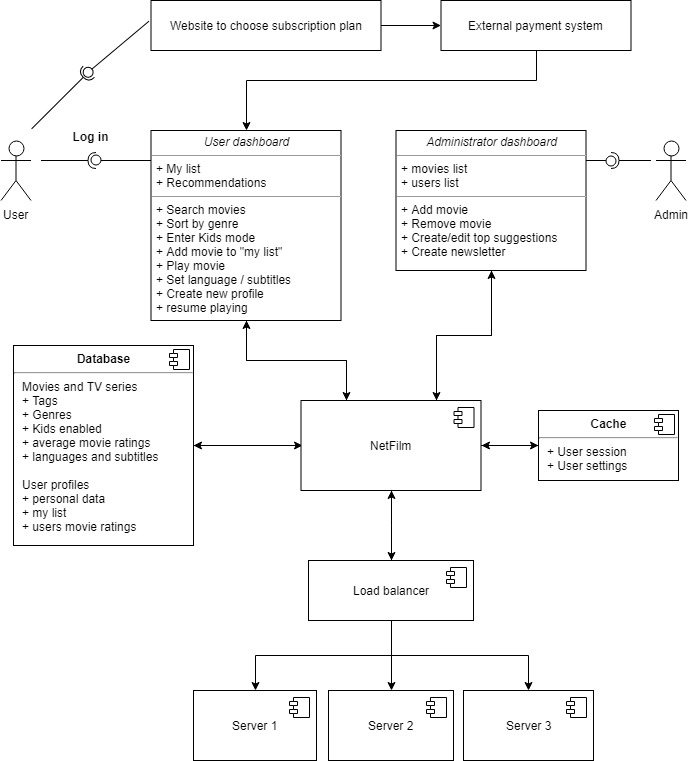 Website to choose subscription plan
External payment system
Log in
User
User dashboard
+ My list
+ Recommendations
+ Search movies
+ Sort by genre
+ Enter Kids mode
+ Add movie to "my list"
+ Play movie
+ Set language / subtitles
+ Create new profile
+ resume playing
Administrator dashboard
+ movies list
+ users list
+ Add movie
+ Remove movie
+ Create/edit top suggestions
+ Create newsletter
Admin
Database
Movies and TV series
+ Tags
+ Genres
+ Kids enabled
+ average movie ratings
+ languages and subtitles
User profiles
+ personal data
+ my list
+ users movie ratings
NetFilm
Cache
+ User session
+ User settings
Load balancer
Server 1
Server 2
Server 3